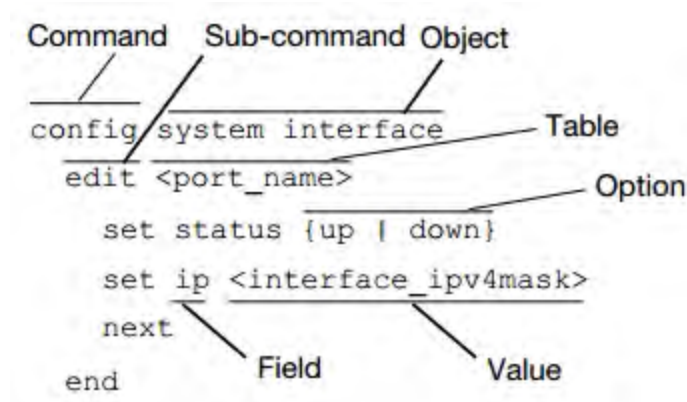 Command Sub-command Object
config system interface
Table
edit <port_name>
Option
set status {up | down}
set ip <interface_ipv4mask>
next
Field Value
end